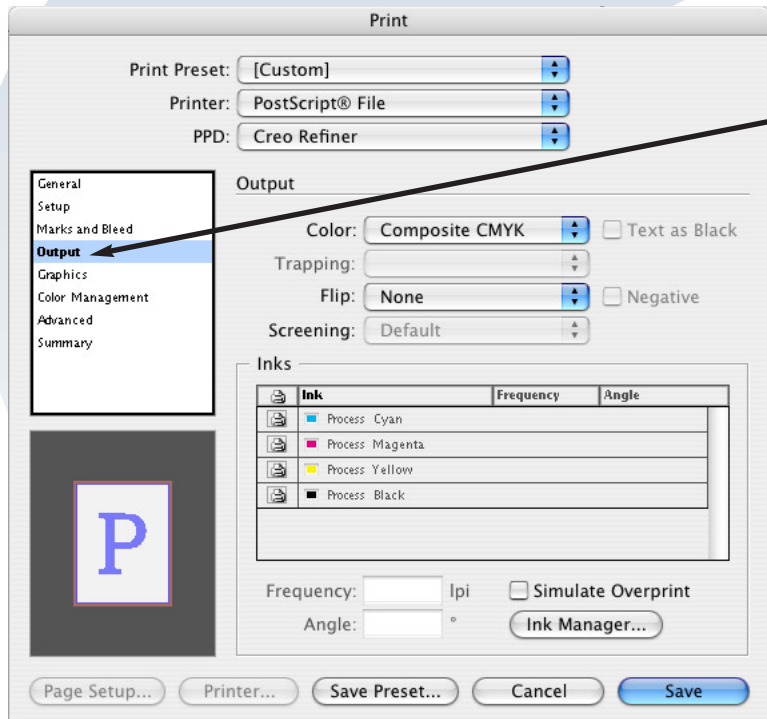 Print
Print Preset: [Custom]
Printer: PostScript® File
PPD: Creo Refiner
General
Setup
Marks and Bleed
Output
Graphics
Color Management
Advanced
Summary
Output
Color: Composite CMYK Text as Black
Trapping:
Flip: None Negative
Screening: Default
Inks
Ink Frequency Angle
Process Cyan
Process Magenta
Process Yellow
Process Black
P
Frequency: lpi Simulate Overprint
Angle: ° Ink Manager...
Page Setup... Printer... Save Preset... Cancel Save